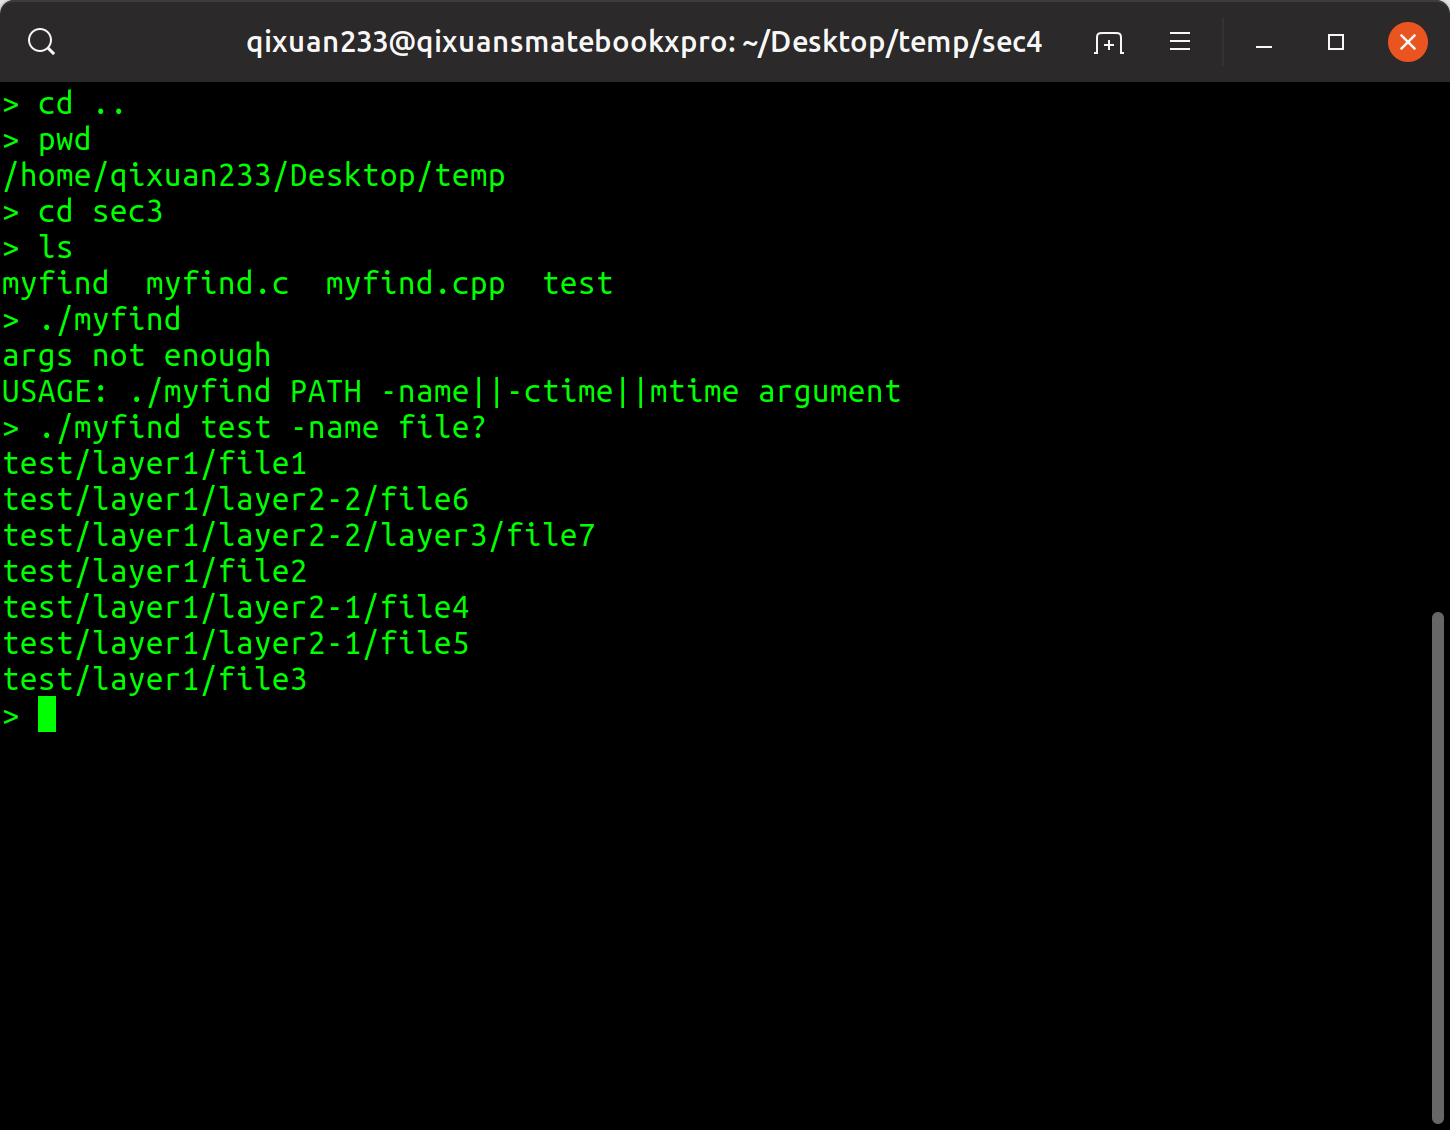 qixuan233@qixuansmatebookxpro: ~/Desktop/temp/sec4
> cd ..
> pwd
/home/qixuan233/Desktop/temp
> cd sec3
> ls
myfind  myfind.c  myfind.cpp  test
> ./myfind
args not enough
USAGE: ./myfind PATH -name||-ctime||mtime argument
> ./myfind test -name file?
test/layer1/file1
test/layer1/layer2-2/file6
test/layer1/layer2-2/layer3/file7
test/layer1/file2
test/layer1/layer2-1/file4
test/layer1/layer2-1/file5
test/layer1/file3
>